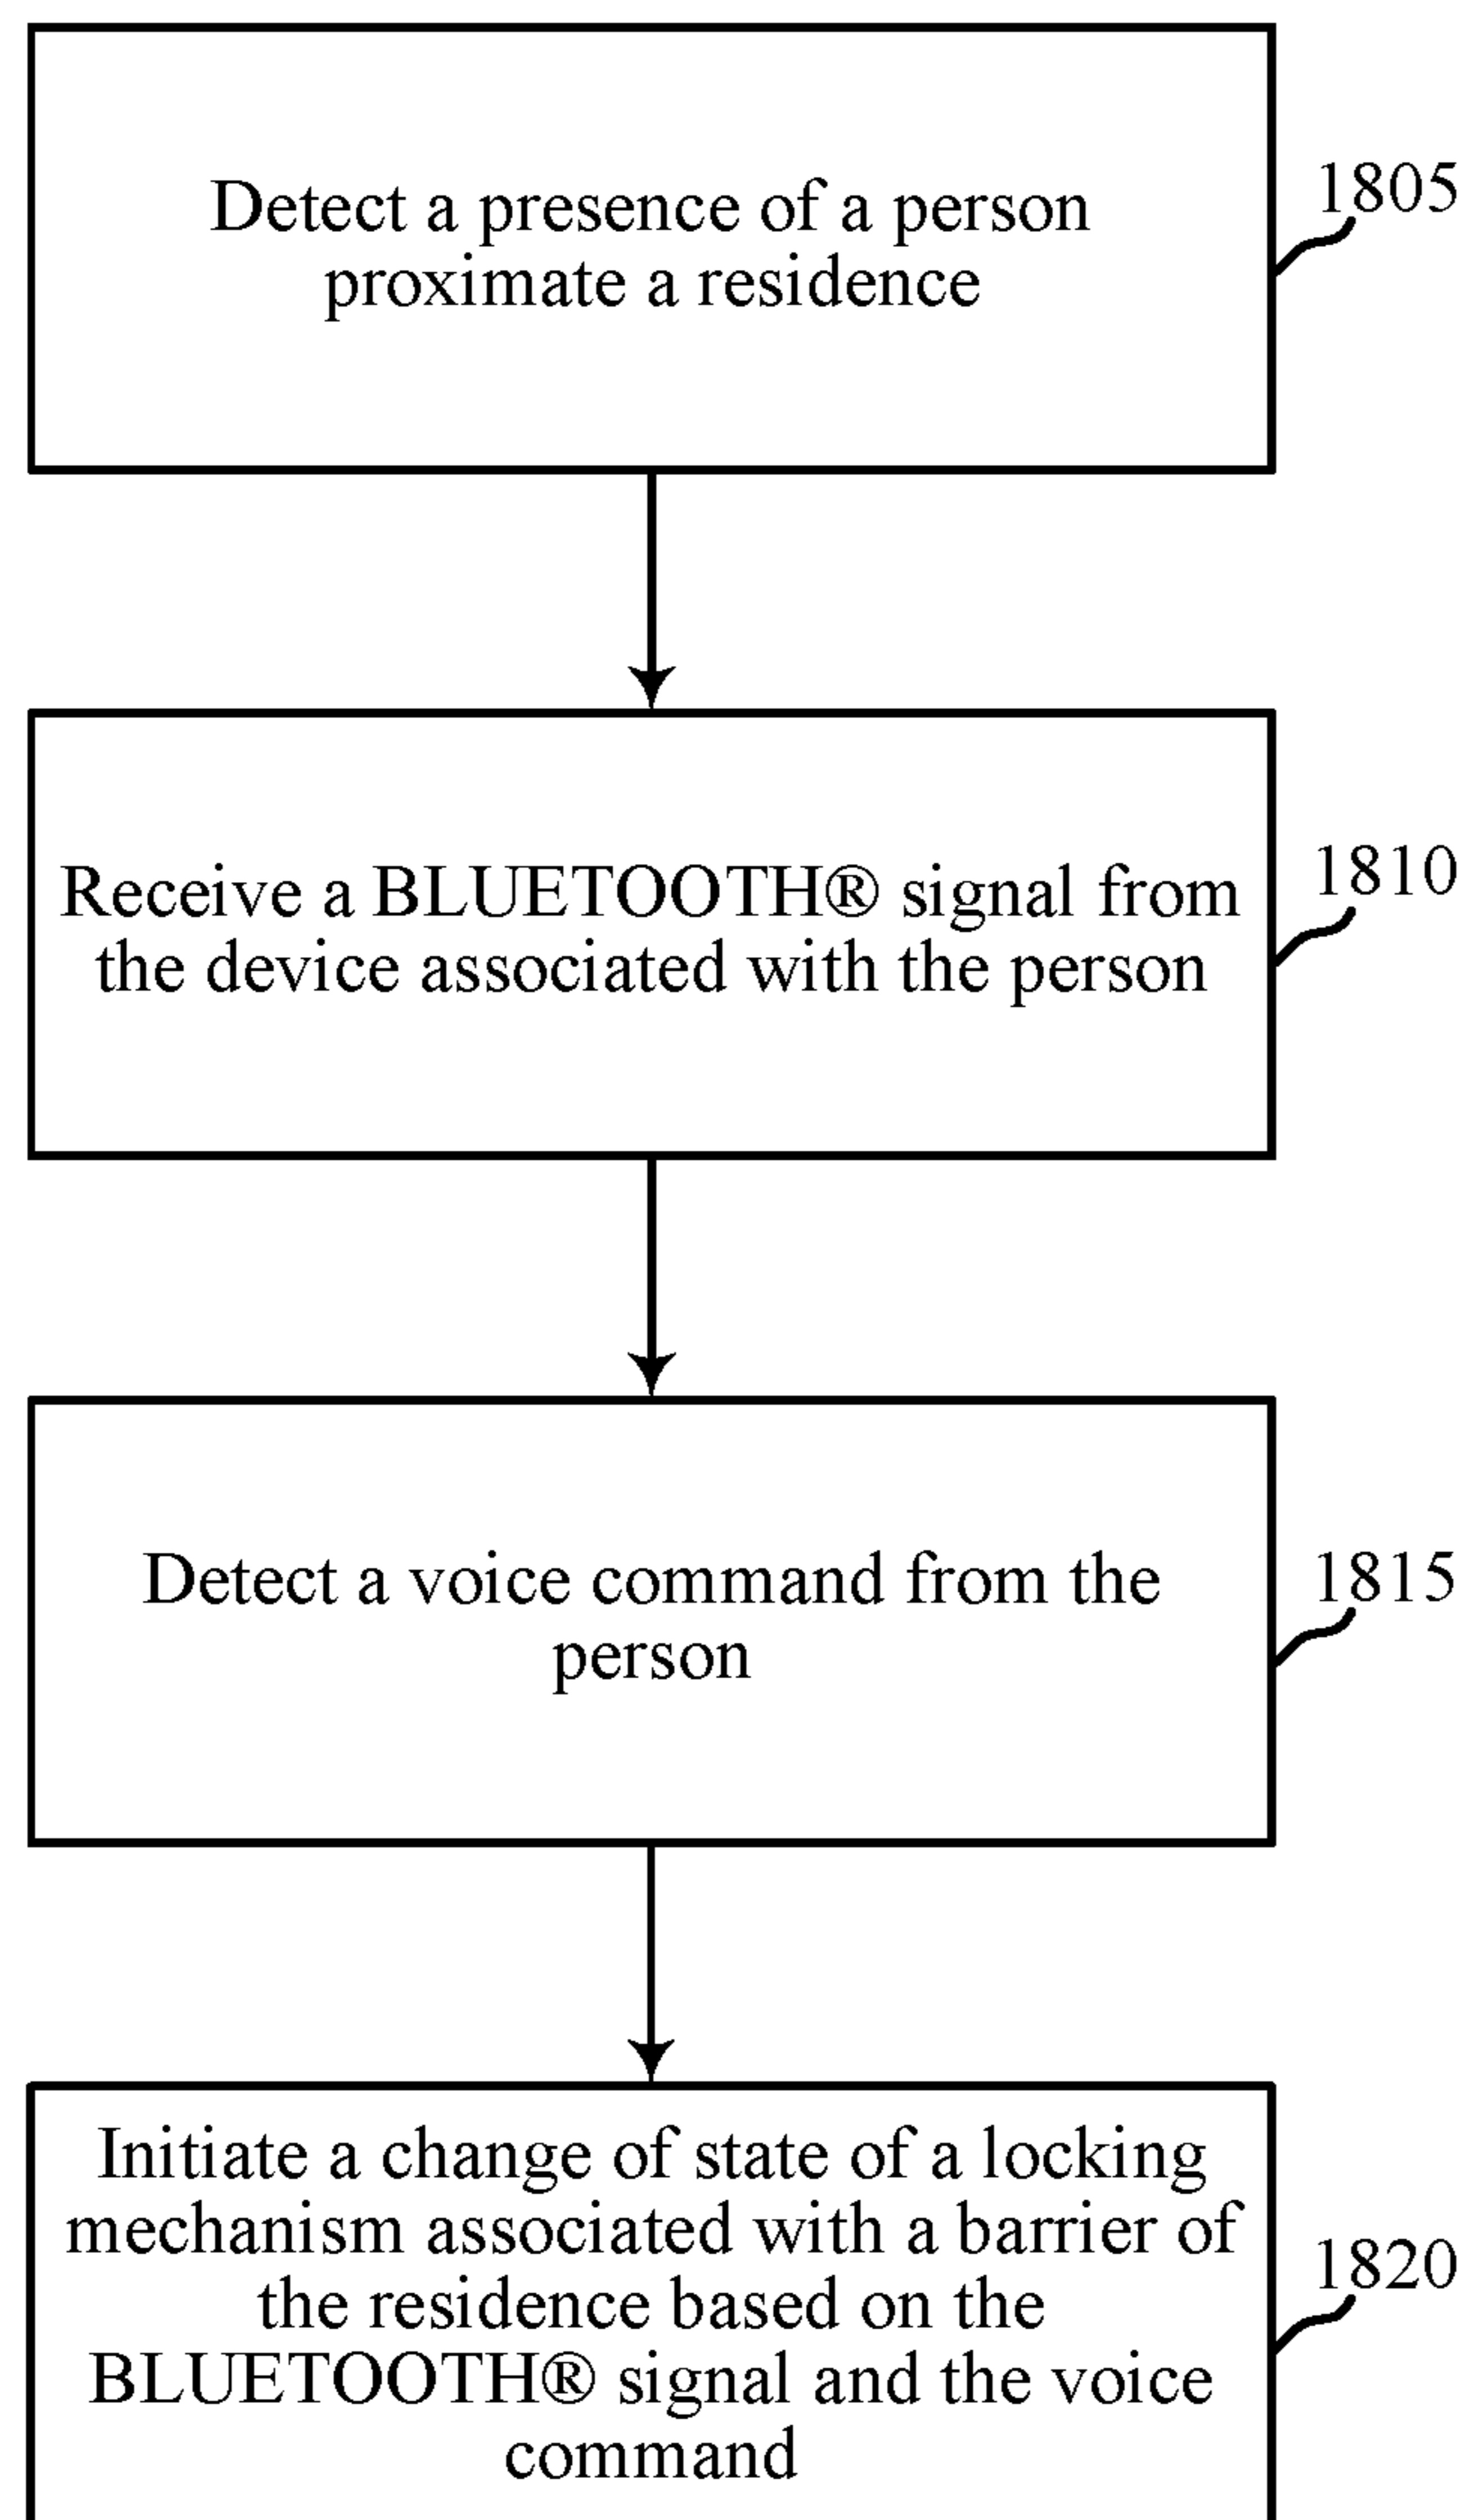 Detect a presence of a person
proximate a residence
1805
Receive a BLUETOOTH® signal from
the device associated with the person
1810
Detect a voice command from the
person
1815
Initiate a change of state of a locking
mechanism associated with a barrier of
the residence based on the
BLUETOOTH® signal and the voice
command
1820